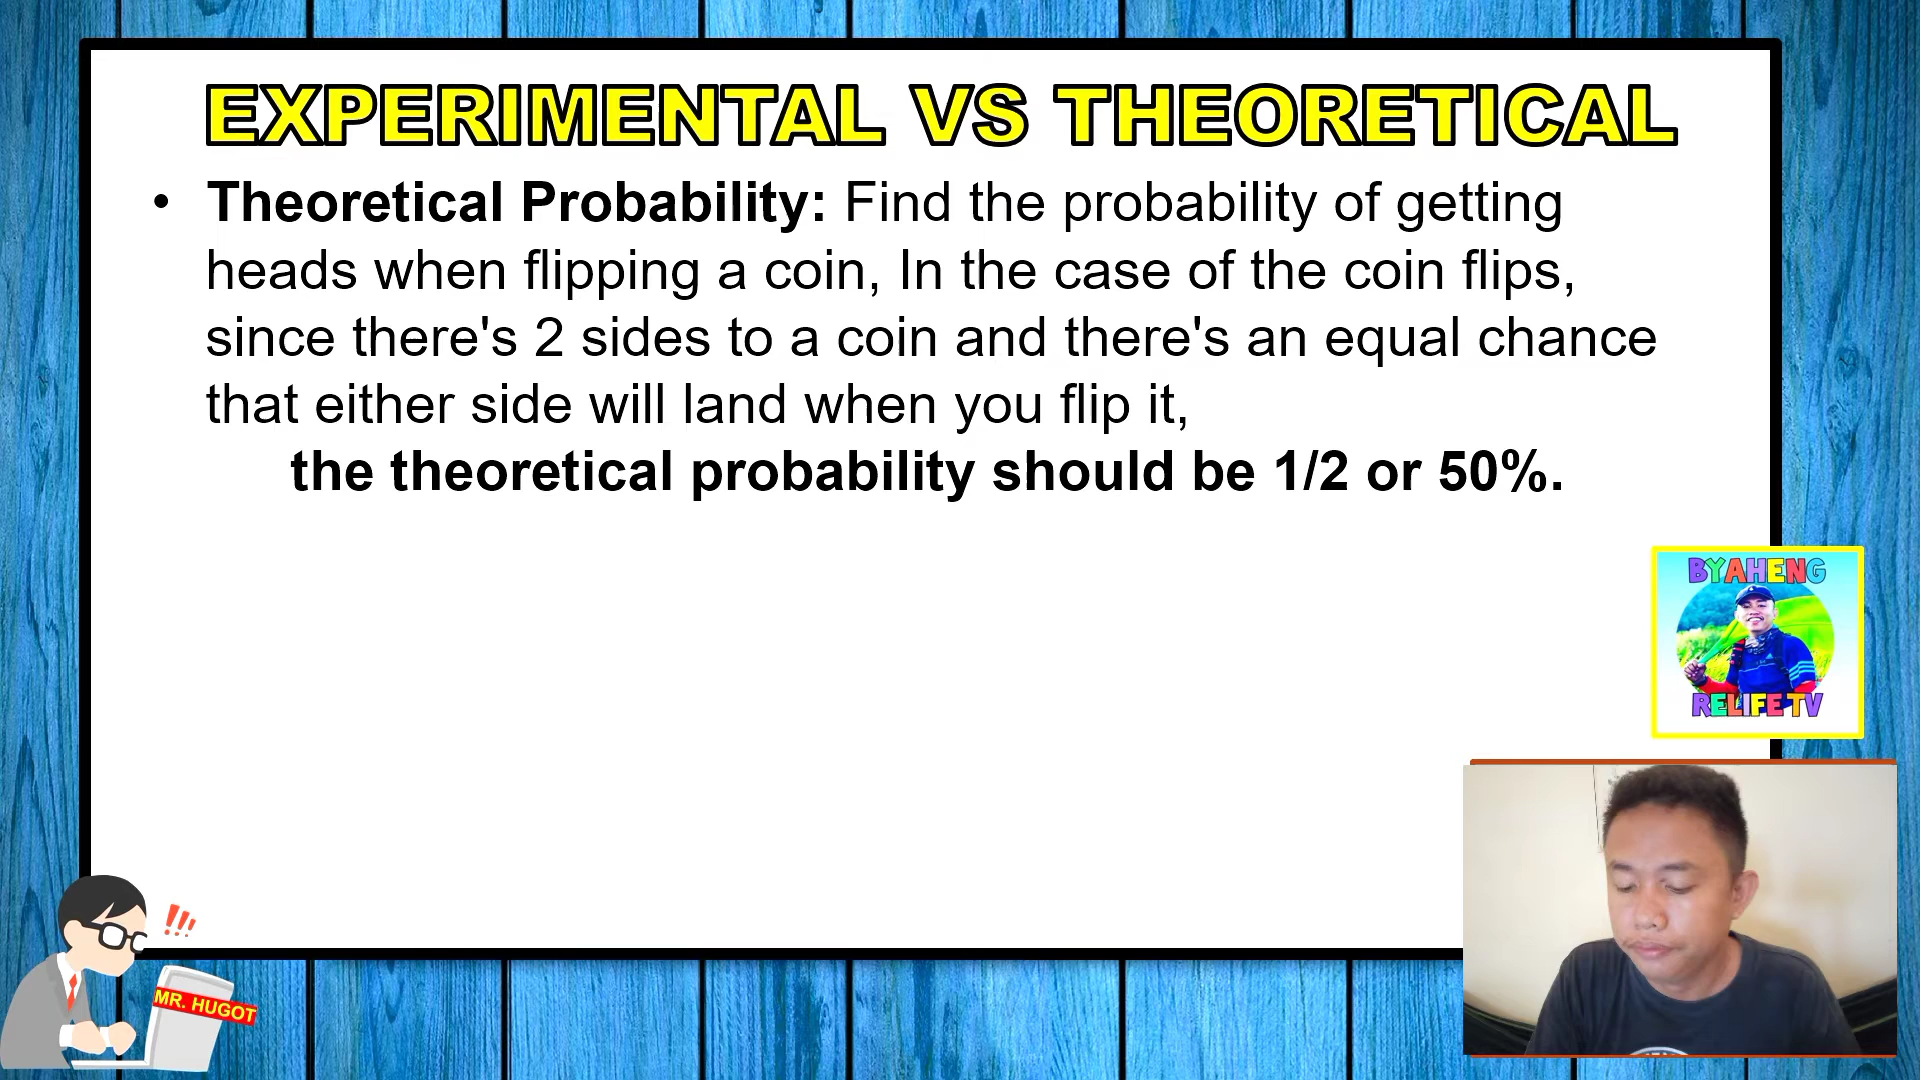 EXPERIMENTAL VS THEORETICAL
• Theoretical Probability: Find the probability of getting
heads when flipping a coin, In the case of the coin flips,
since there's 2 sides to a coin and there's an equal chance
that either side will land when you flip it,
the theoretical probability should be 1/2 or 50%.
BYAHENG
RELIFE TV
!!!
MR. HUGOT